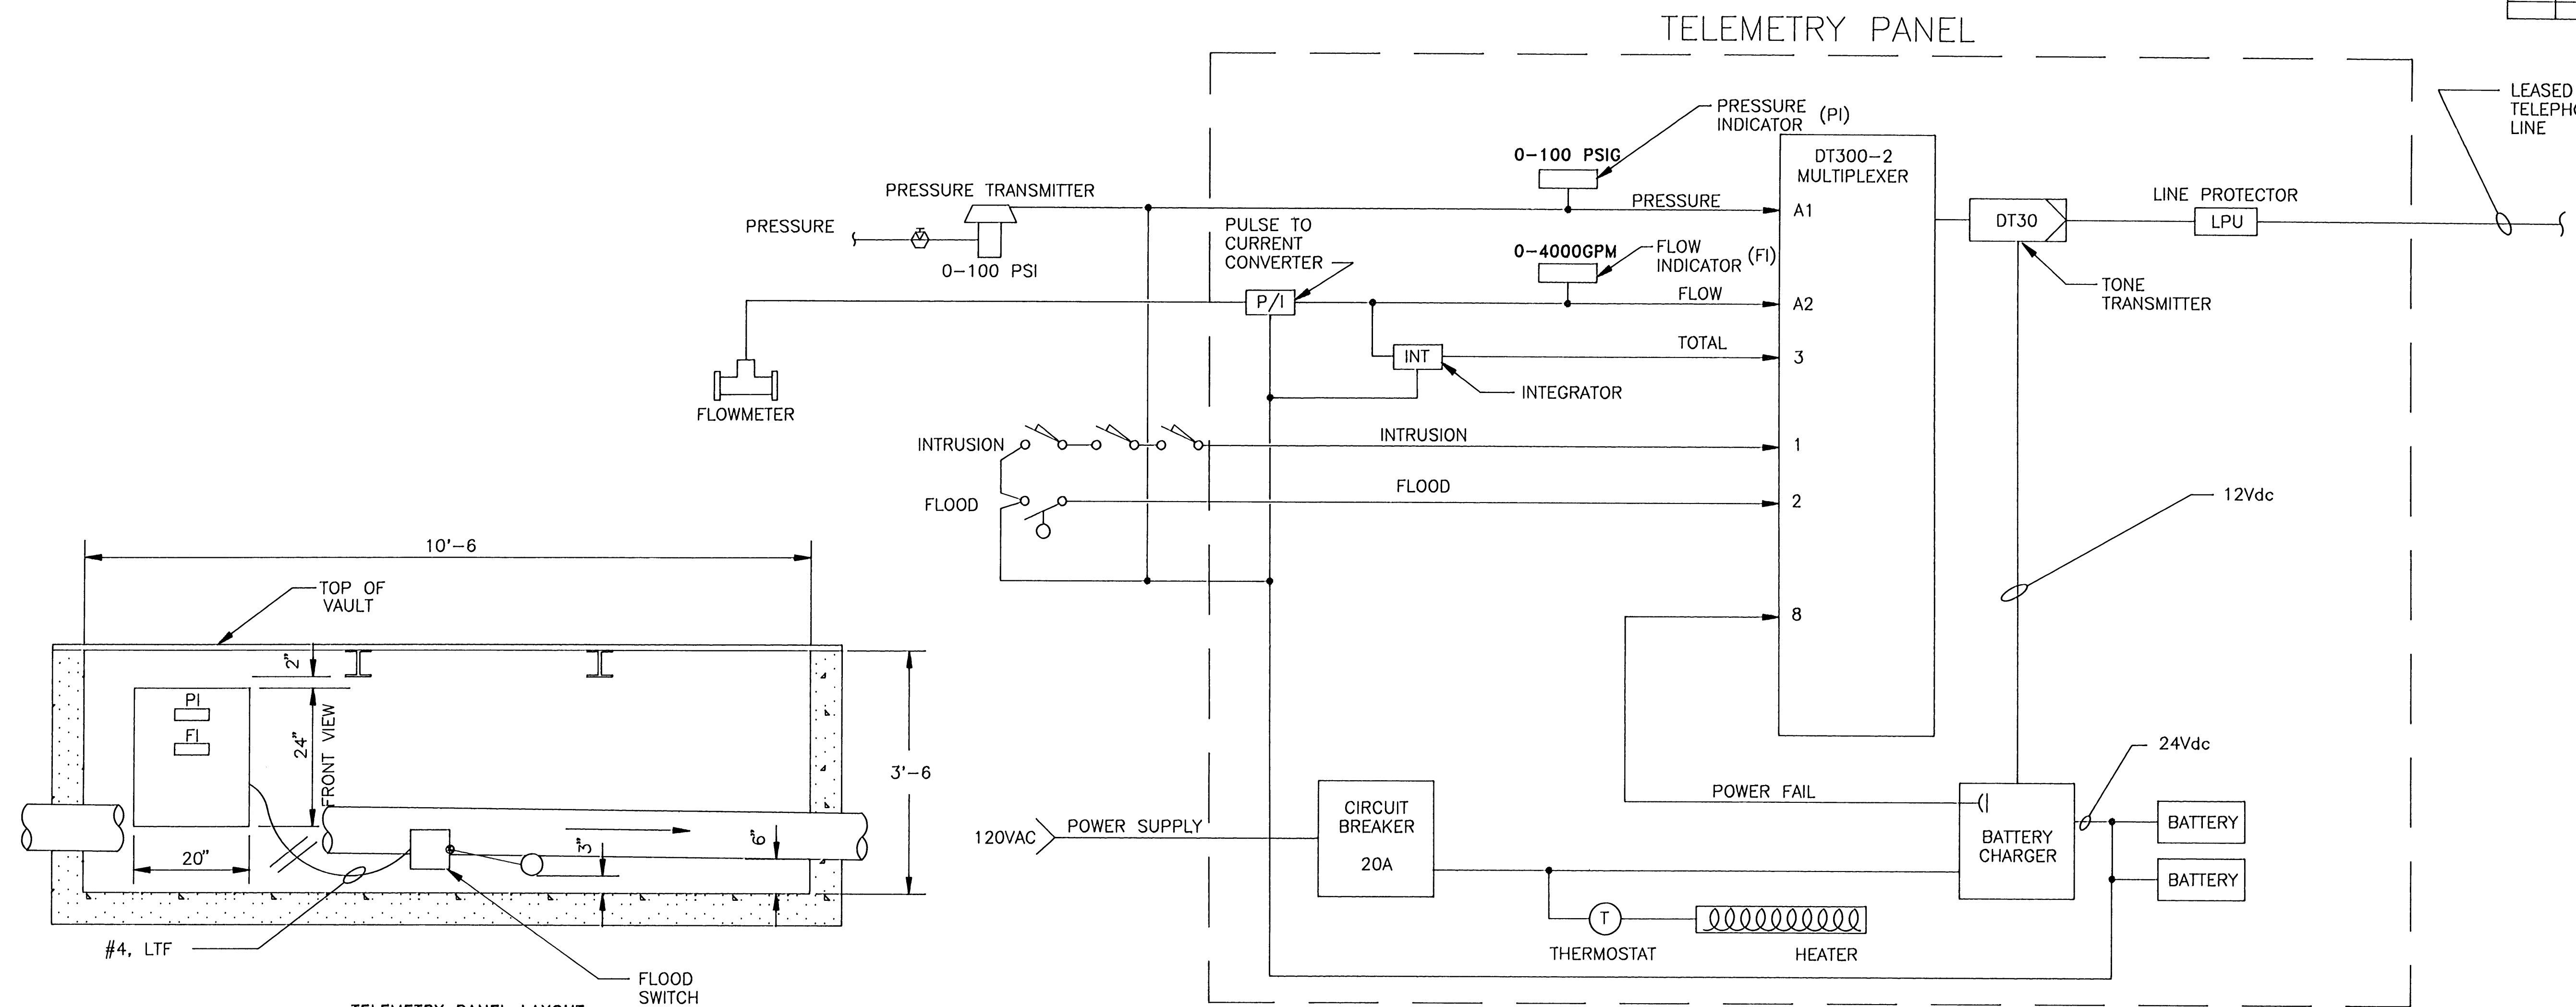 TELEMETRY PANEL
LEASED
LINE
PRESSURE
INDICATOR (PI)
0-100 PSIG
DT300-2
MULTIPLEXER
PRESSURE TRANSMITTER
PRESSURE
0-100 PSI
PRESSURE
A1
DT30
LINE PROTECTOR
LPU
PULSE TO
CURRENT
CONVERTER
0-4000GPM
FLOW
INDICATOR (FI)
P/I
FLOW
A2
TONE
TRANSMITTER
INT
TOTAL
3
INTEGRATOR
FLOWMETER
INTRUSION
INTRUSION
1
FLOOD
FLOOD
2
12Vdc
8
10'-6
TOP OF
VAULT
2"
PI
FI
24"
FRONT VIEW
3'-6
20"
3"
6"
#4, LTF
FLOOD
SWITCH
TELEMETRY PANEL LAYOUT
24Vdc
POWER FAIL
120VAC
POWER SUPPLY
CIRCUIT
BREAKER
20A
BATTERY
CHARGER
BATTERY
BATTERY
T
THERMOSTAT
HEATER